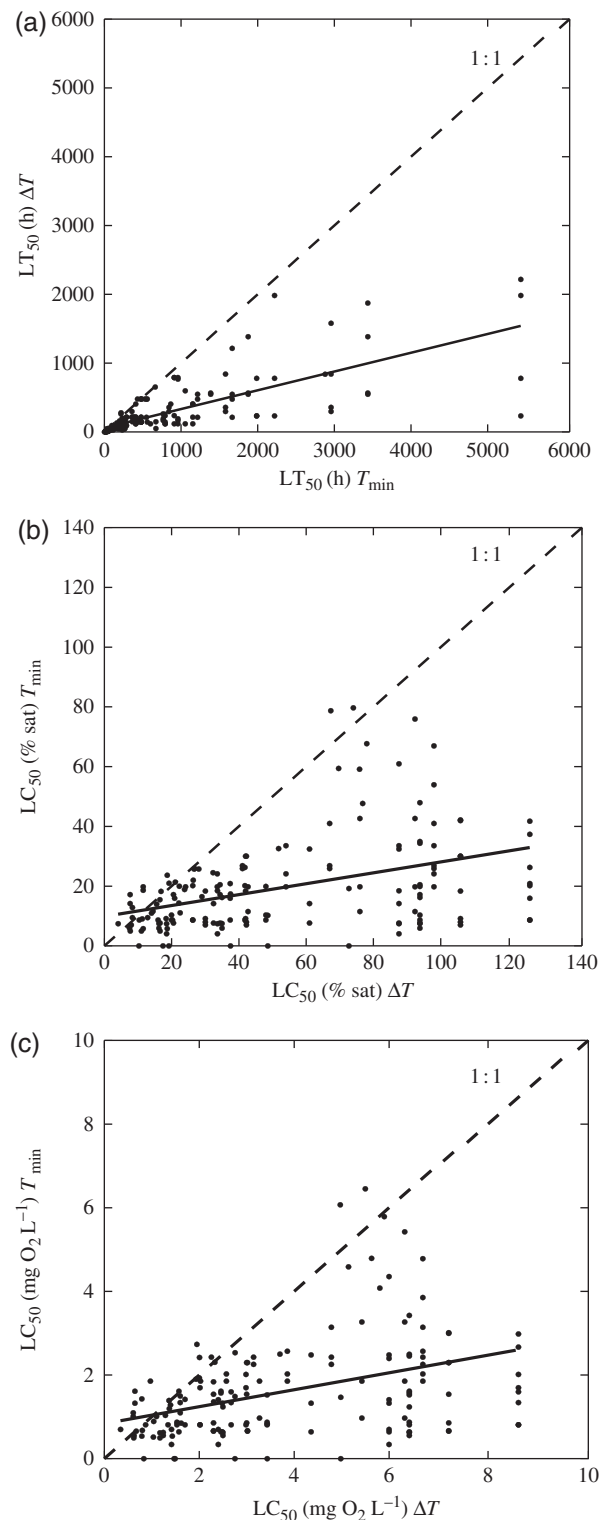 (a)
6000
5000
4000
3000
2000
1000
0
1 : 1
LT50 (h) ΔT
0 1000 2000 3000 4000 5000 6000
LT50 (h) Tmin
(b)
140
120
100
80
60
40
20
0
1 : 1
LC50 (% sat) Tmin
0 20 40 60 80 100 120 140
LC50 (% sat) ΔT
(c)
10
8
6
4
2
0
1 : 1
LC50 (mg O2 L−1) T min
0 2 4 6 8 10
LC50 (mg O2 L−1) ΔT